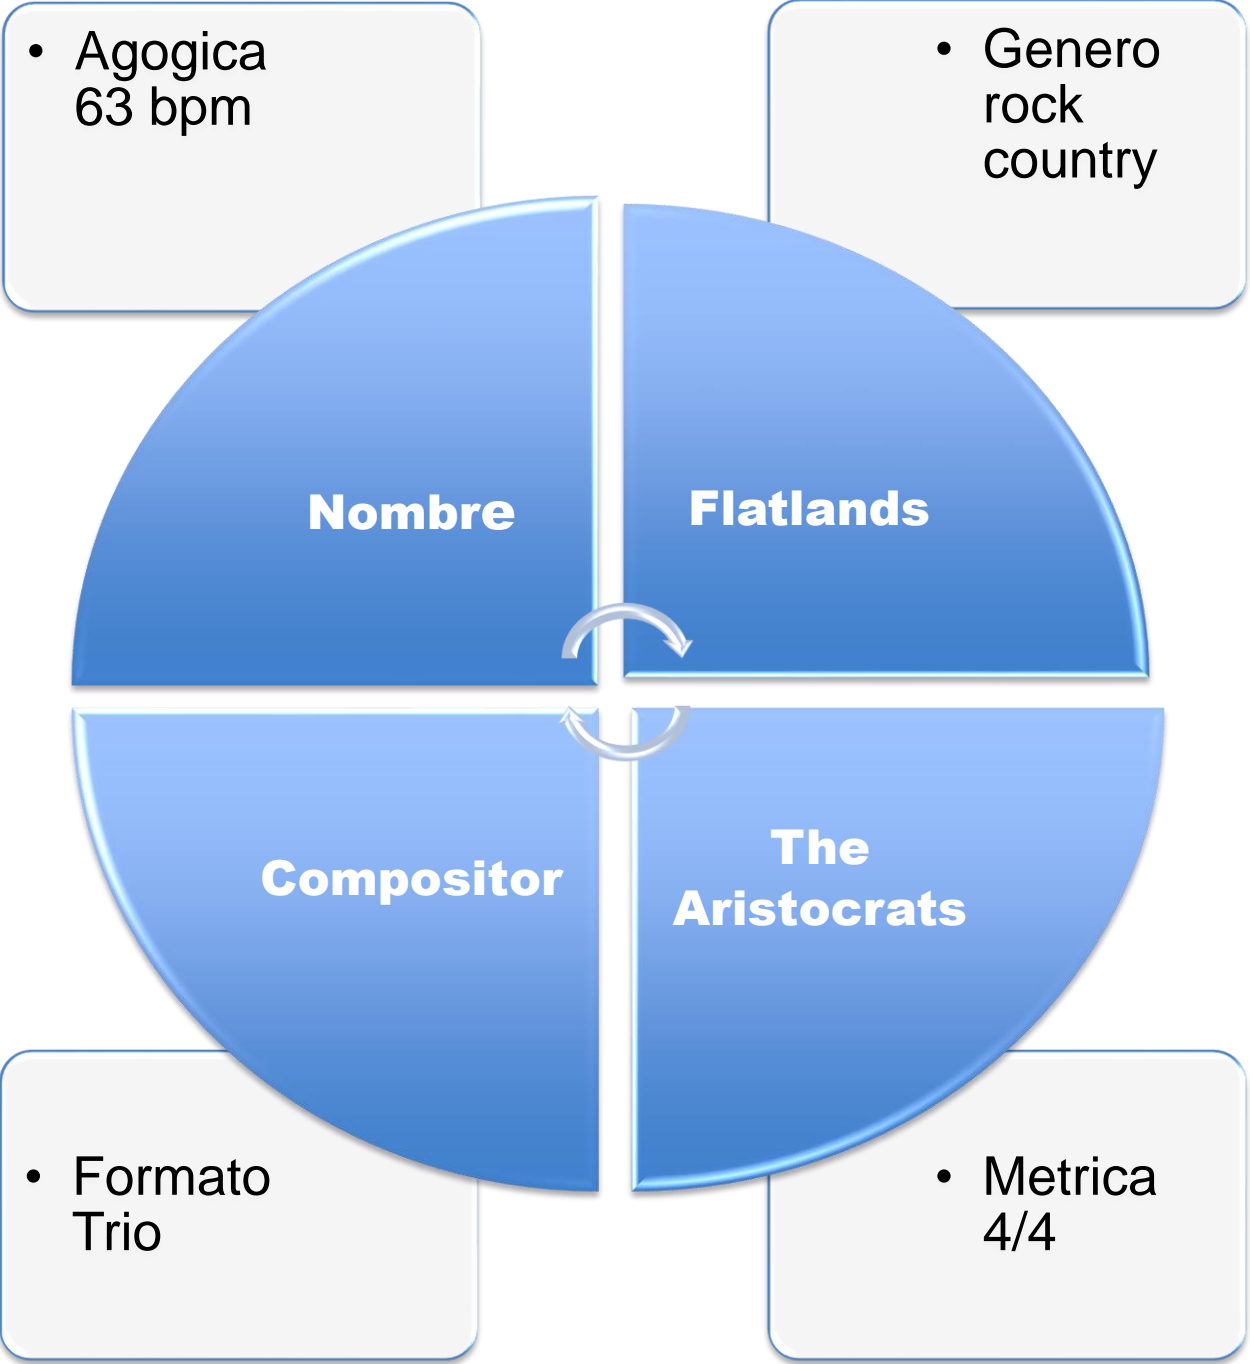 • Agogica
63 bpm
• Genero
rock
country
Nombre
Flatlands
Compositor
The
Aristocrats
• Formato
Trio
• Metrica
4/4